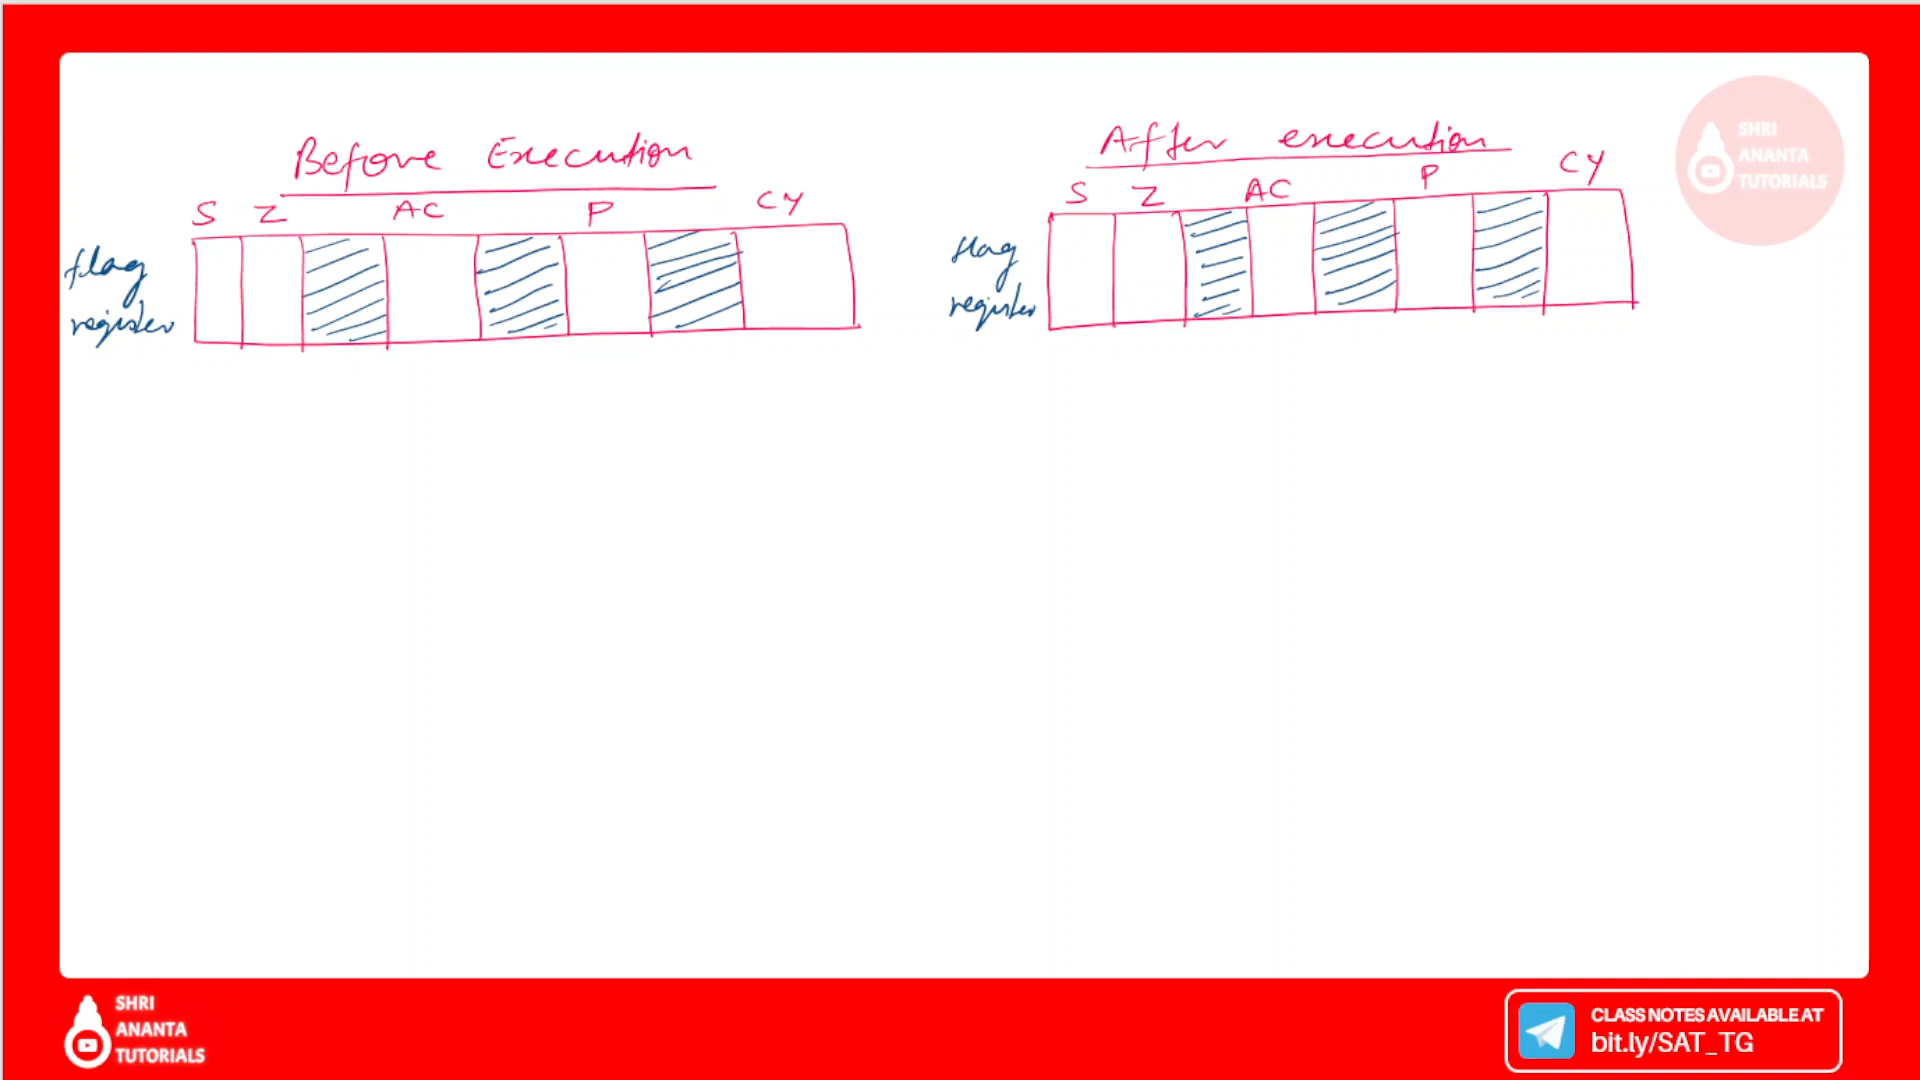 Before Execution
S Z AC P CY
flag
register
After execution
S Z AC P CY
flag
register
SHRI
ANANTA
TUTORIALS
SHRI
ANANTA
TUTORIALS
CLASS NOTES AVAILABLE AT
bit.ly/SAT_TG